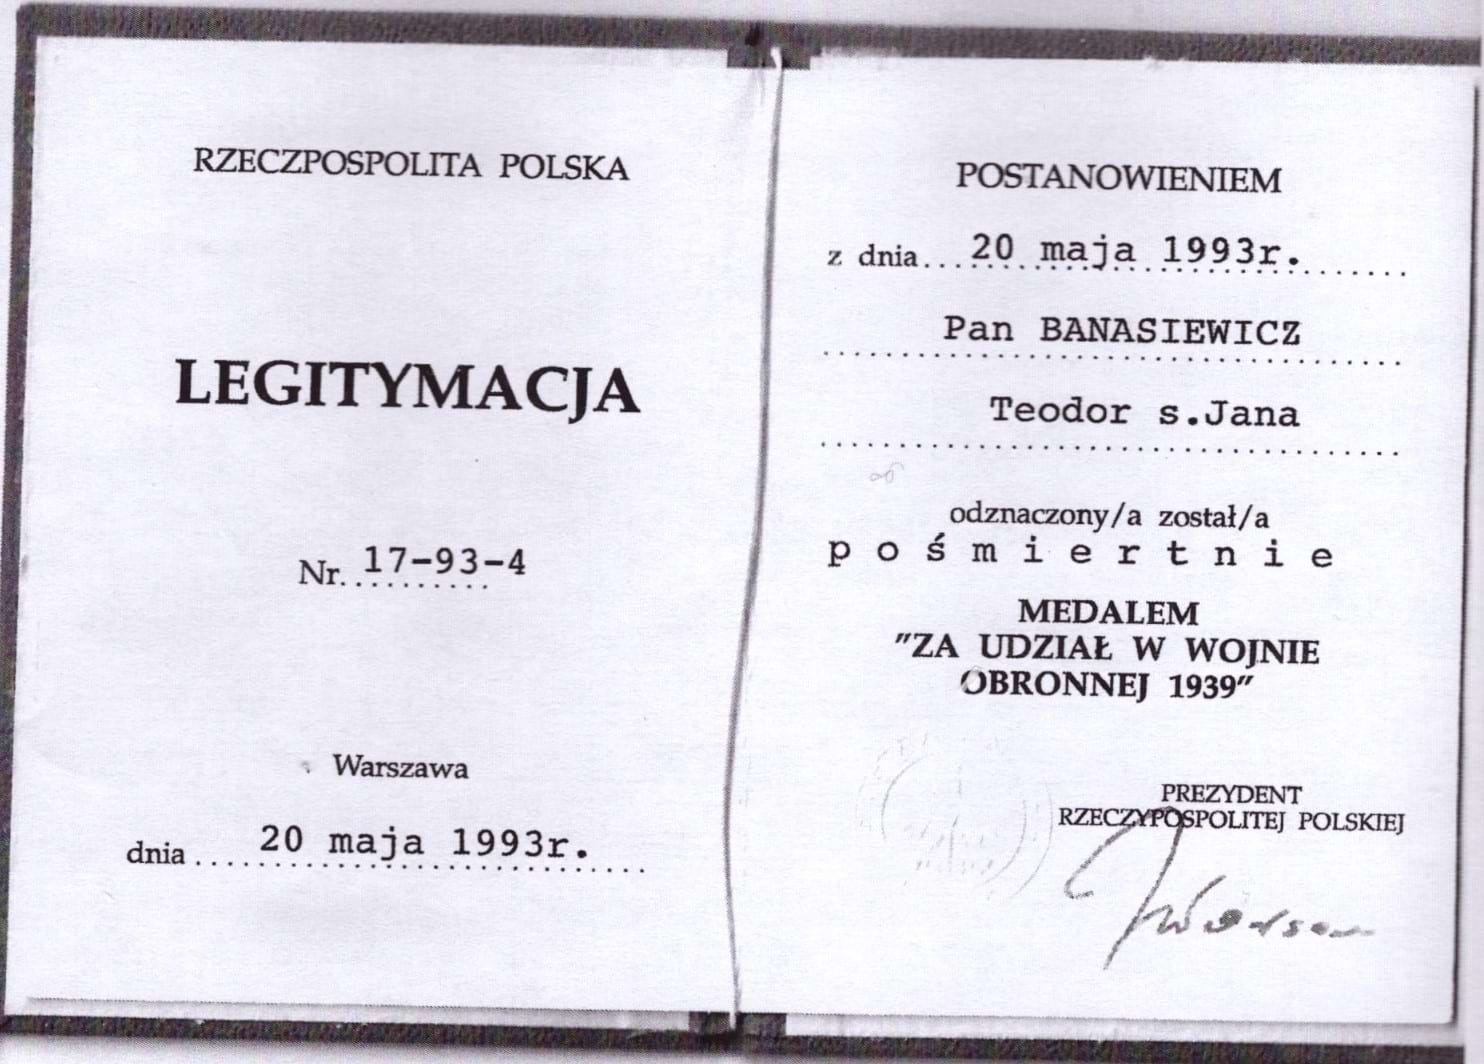 RZECZPOSPOLITA POLSKA
LEGITYMACJA
Nr. 17-93-4
Warszawa
dnia 20 maja 1993r.
POSTANOWIENIEM
z dnia 20 maja 1993r.
Pan BANASIEWICZ
Teodor s.Jana
odznaczony/a został/a
p o ś m i e r t n i e
MEDALEM
"ZA UDZIAŁ W WOJNIE
OBRONNEJ 1939"
PREZYDENT
RZECZYPOSPOLITEJ POLSKIEJ